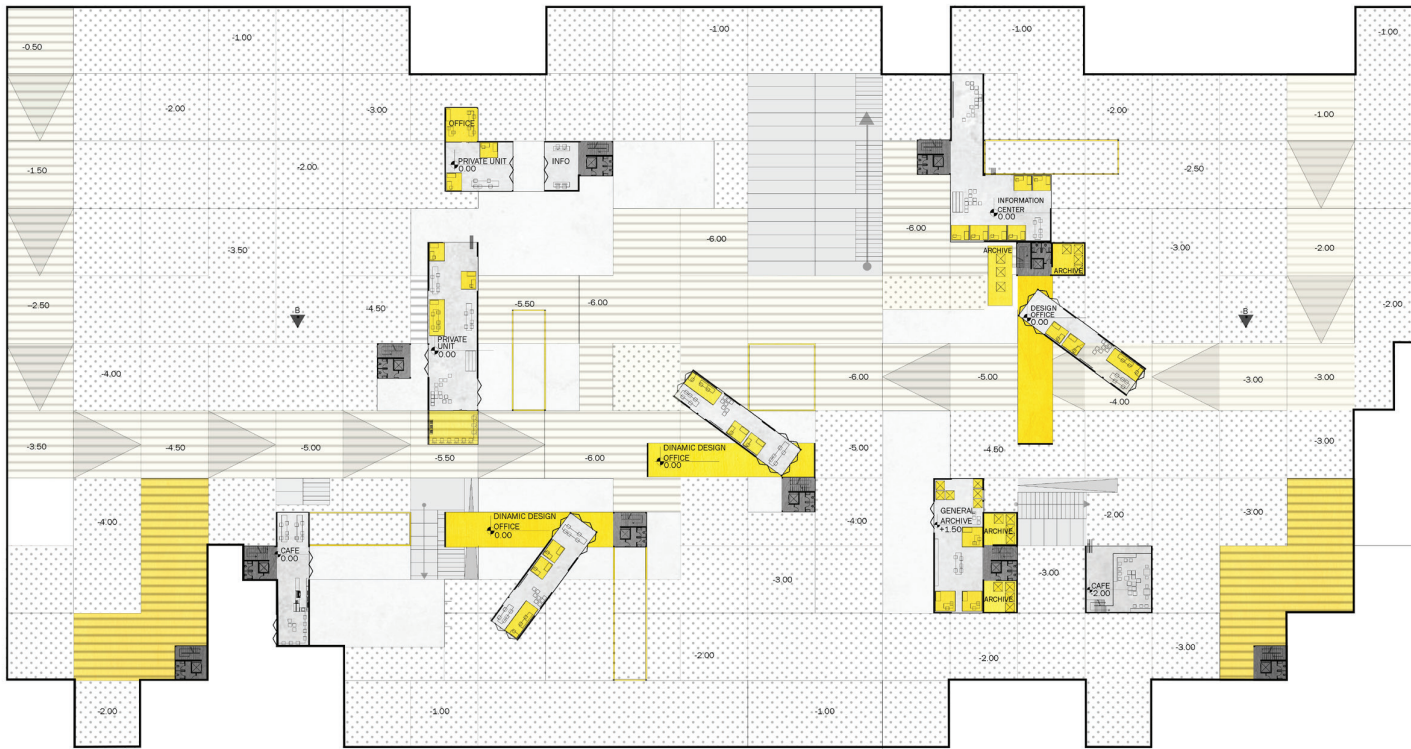 -1.00
-1.00
-1.00
-1.00
-0.50
-2.00
-3.00
-2.00
-1.00
OFFICE
PRIVATE UNIT
0.00
INFO
-2.00
-1.50
-2.50
INFORMATION
CENTER
0.00
-6.00
-6.00
-3.50
-3.00
-2.00
ARCHIVE
ARCHIVE
-2.50
-4.50
-5.50
-6.00
-2.00
B
B
DESIGN
OFFICE
0.00
PRIVATE
UNIT
0.00
-4.00
-6.00
-5.00
-3.00
-3.00
-4.00
-3.50
-4.50
-5.00
-5.50
-6.00
DINAMIC DESIGN
OFFICE
0.00
-5.00
-4.50
-3.00
-4.00
DINAMIC DESIGN
OFFICE
0.00
-4.00
GENERAL
ARCHIVE
+1.50
ARCHIVE
-2.00
-3.00
CAFE
0.00
-3.00
-3.00
CAFE
-2.00
ARCHIVE
-2.00
-2.00
-3.00
-2.00
-1.00
-1.00